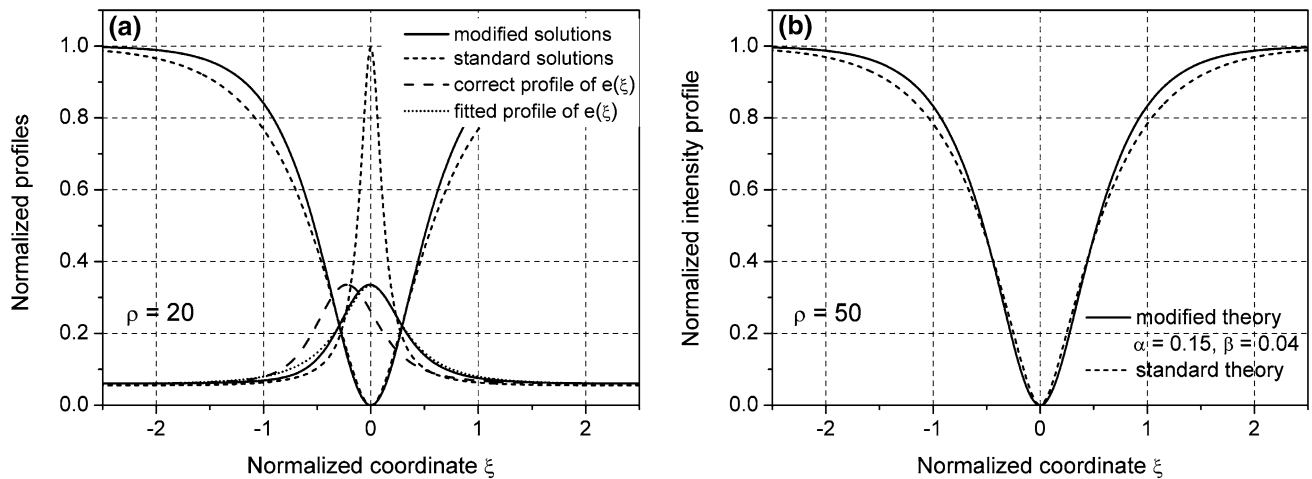 (a)
modified solutions
standard solutions
correct profile of e(ξ)
fitted profile of e(ξ)
ρ = 20
Normalized profiles
1.0
0.8
0.6
0.4
0.2
0.0
-2 -1 0 1 2
Normalized coordinate ξ
(b)
ρ = 50
modified theory
α = 0.15, β = 0.04
standard theory
Normalized intensity profile
1.0
0.8
0.6
0.4
0.2
0.0
-2 -1 0 1 2
Normalized coordinate ξ